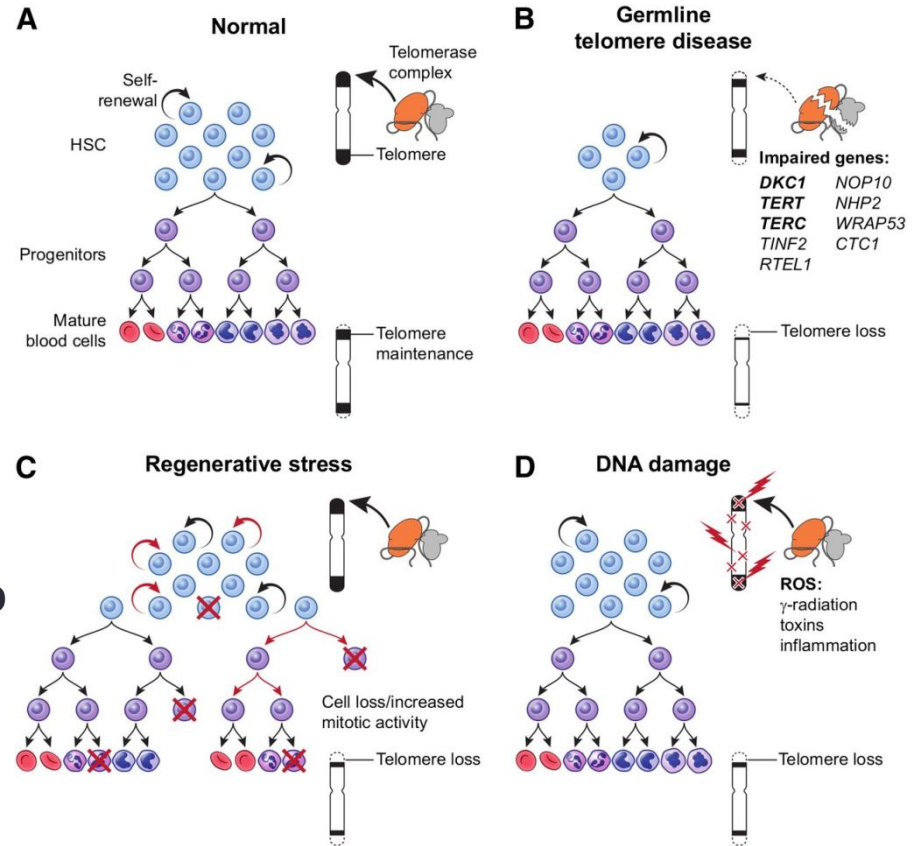 A
Normal
Self-
renewal
HSC
Telomerase
complex
Telomere
Progenitors
Mature
blood cells
Telomere
maintenance
B
Germline
telomere disease
Impaired genes:
DKC1 NOP10
TERT NHP2
TERC WRAP53
TINF2 CTC1
RTEL1
Telomere loss
C
Regenerative stress
Cell loss/increased
mitotic activity
Telomere loss
D
DNA damage
ROS:
γ-radiation
toxins
inflammation
Telomere loss